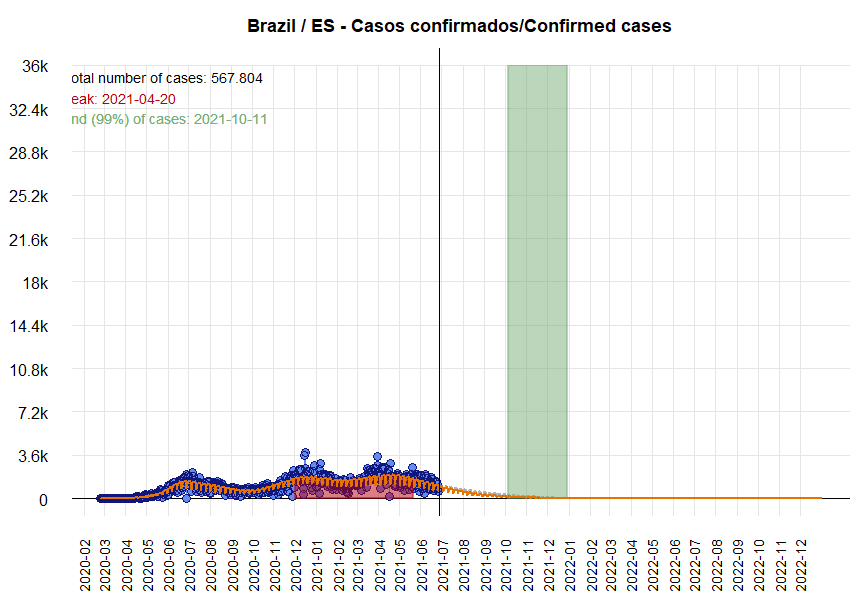 Brazil / ES - Casos confirmados/Confirmed cases
otal number of cases: 567.804
eak: 2021-04-20
nd (99%) of cases: 2021-10-11
36k
32.4k
28.8k
25.2k
21.6k
18k
14.4k
10.8k
7.2k
3.6k
0
2020-02
2020-03
2020-04
2020-05
2020-06
2020-07
2020-08
2020-09
2020-10
2020-11
2020-12
2021-01
2021-02
2021-03
2021-04
2021-05
2021-06
2021-07
2021-08
2021-09
2021-10
2021-11
2021-12
2022-01
2022-02
2022-03
2022-04
2022-05
2022-06
2022-07
2022-08
2022-09
2022-10
2022-11
2022-12